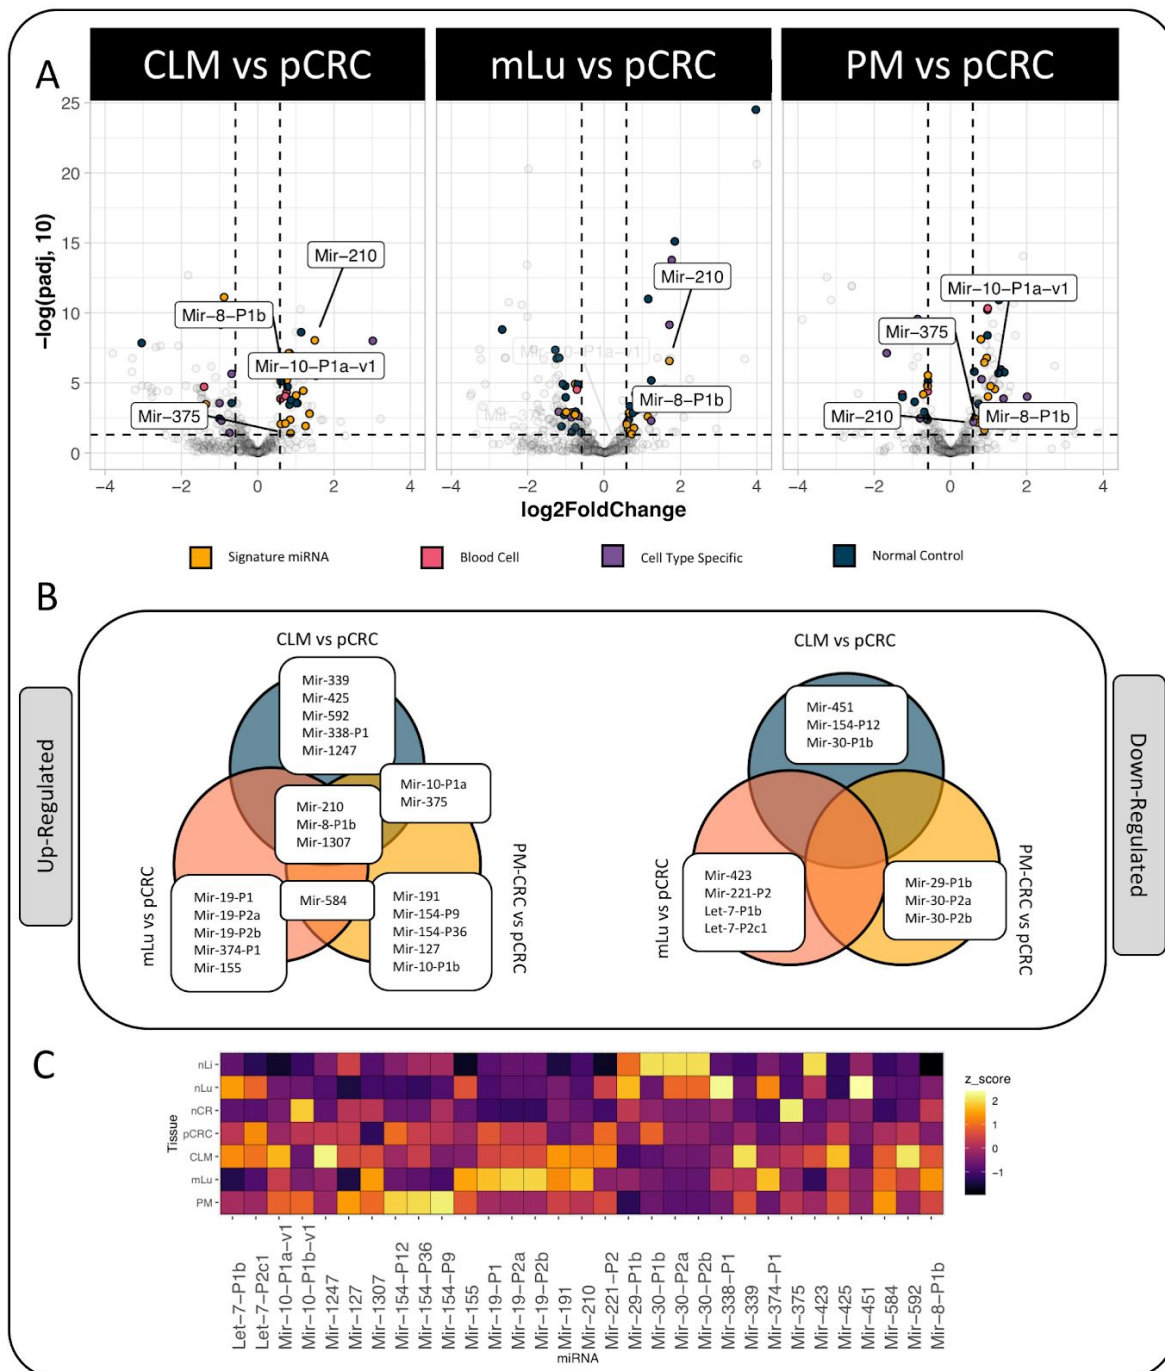 A
CLM vs pCRC
mLu vs pCRC
PM vs pCRC
−log(padj, 10)
25
20
15
10
5
0
Mir−210
Mir−8−P1b
Mir−10−P1a−v1
Mir−375
Mir−10−P1a−v1
Mir−210
Mir−8−P1b
Mir−10−P1a−v1
Mir−375
Mir−210
Mir−8−P1b
−4 −2 0 2 4
−4 −2 0 2 4
−4 −2 0 2 4
log2FoldChange
Signature miRNA
Blood Cell
Cell Type Specific
Normal Control
B
Up-Regulated
CLM vs pCRC
Mir-339
Mir-425
Mir-592
Mir-338-P1
Mir-1247
Mir-10-P1a
Mir-375
Mir-210
Mir-8-P1b
Mir-1307
Mir-584
mLu vs pCRC
Mir-19-P1
Mir-19-P2a
Mir-19-P2b
Mir-374-P1
Mir-155
Mir-191
Mir-154-P9
Mir-154-P36
Mir-127
Mir-10-P1b
PM-CRC vs pCRC
CLM vs pCRC
Mir-451
Mir-154-P12
Mir-30-P1b
mLu vs pCRC
Mir-423
Mir-221-P2
Let-7-P1b
Let-7-P2c1
Mir-29-P1b
Mir-30-P2a
Mir-30-P2b
PM-CRC vs pCRC
Down-Regulated
C
Tissue
nLi
nLu
nCR
pCRC
CLM
mLu
PM
z_score
2
1
0
−1
Let−7−P1b
Let−7−P2c1
Mir−10−P1a−v1
Mir−10−P1b−v1
Mir−1247
Mir−127
Mir−1307
Mir−154−P12
Mir−154−P36
Mir−154−P9
Mir−155
Mir−19−P1
Mir−19−P2a
Mir−19−P2b
Mir−191
Mir−210
Mir−221−P2
Mir−29−P1b
Mir−30−P1b
Mir−30−P2a
Mir−30−P2b
Mir−338−P1
Mir−339
Mir−374−P1
Mir−375
Mir−423
Mir−425
Mir−451
Mir−584
Mir−592
Mir−8−P1b
miRNA